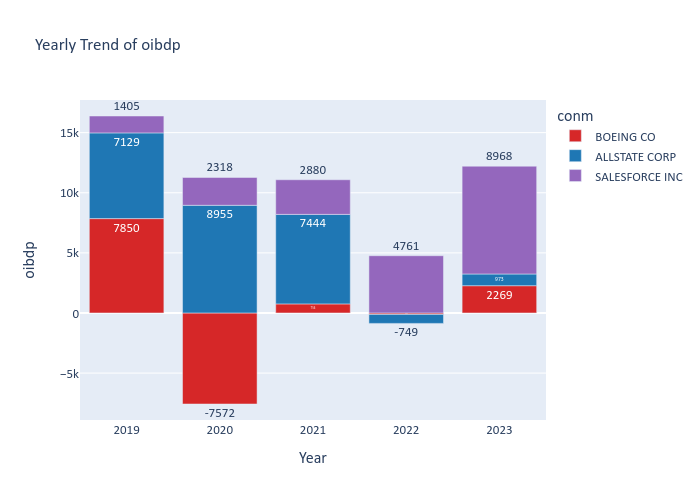 Yearly Trend of oibdp
conm
BOEING CO
ALLSTATE CORP
SALESFORCE INC
oibdp
15k
10k
5k
0
−5k
1405
7129
7850
2318
8955
-7572
2880
7444
4761
-749
8968
973
2269
2019
2020
2021
2022
2023
Year